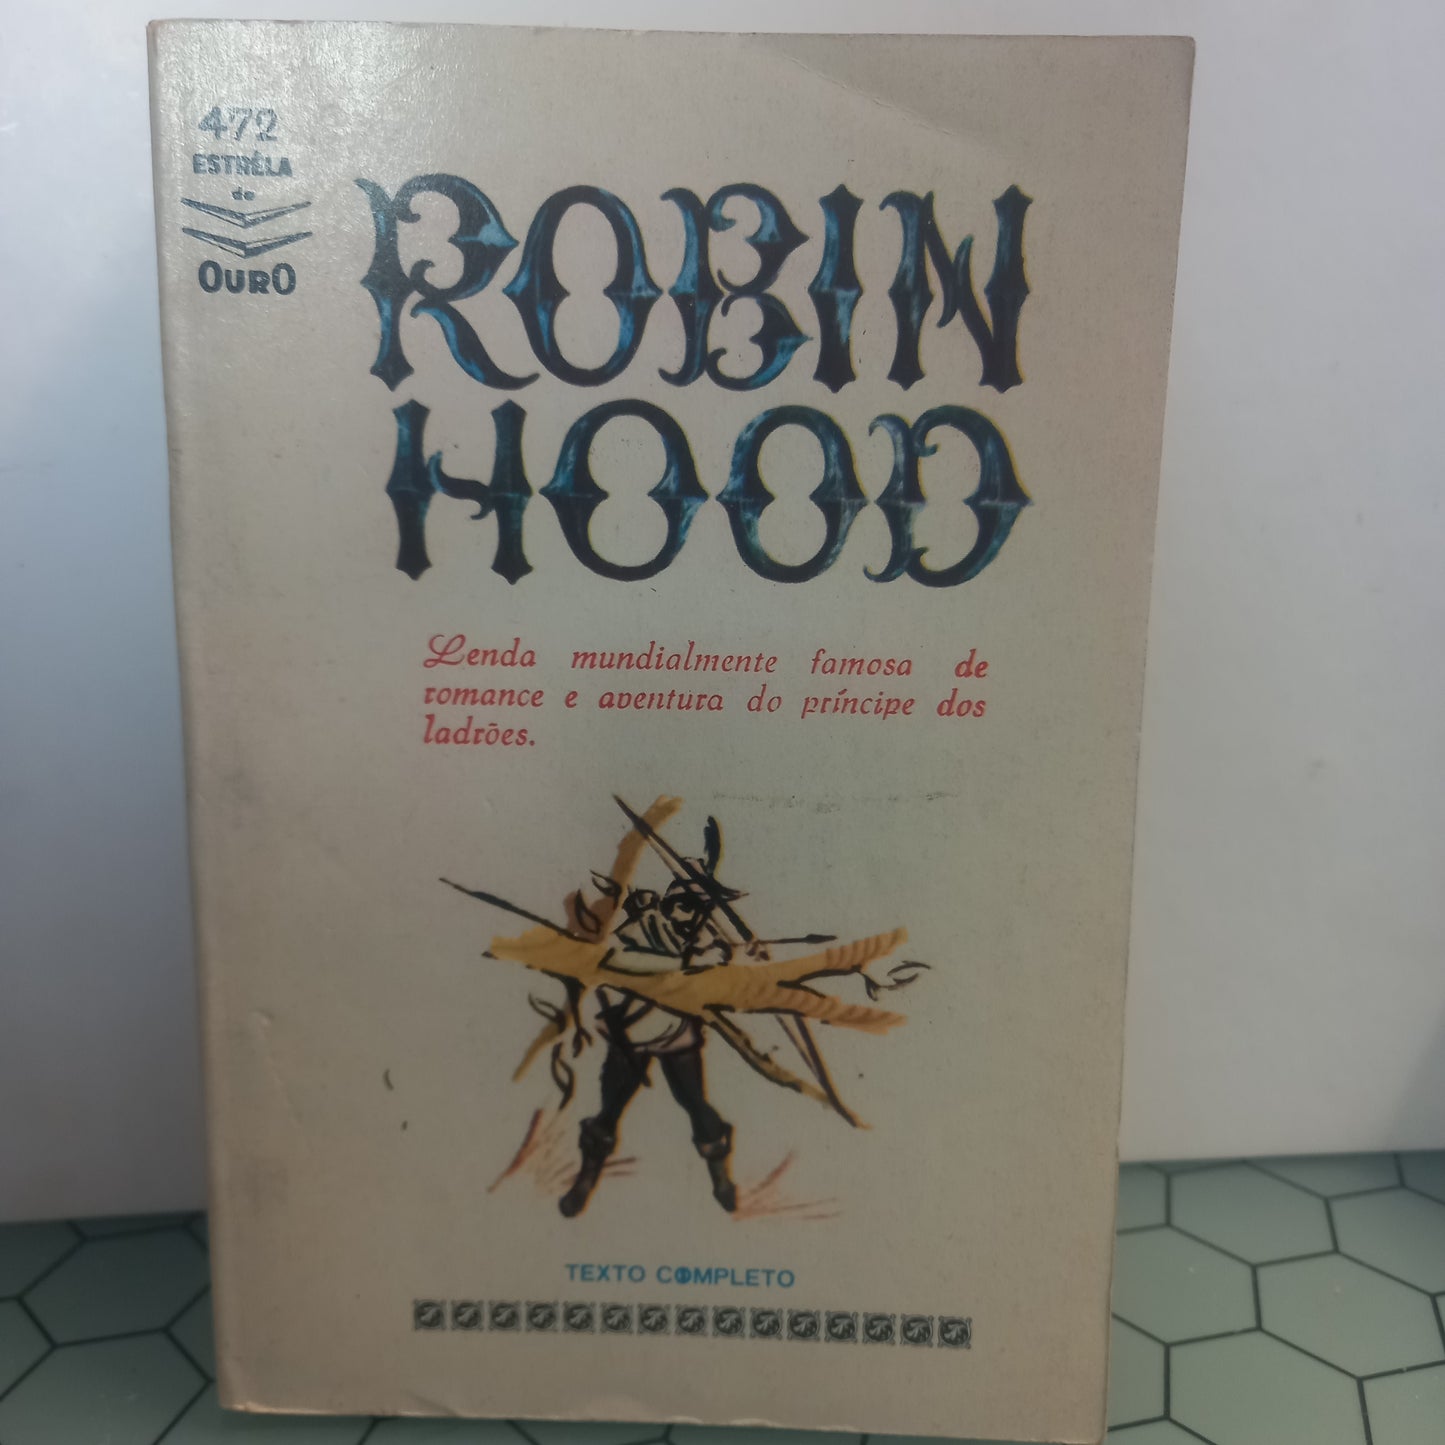 472
ESTRÊLA
de
OURO
ROBIN
HOOD
Lenda mundialmente famosa de
romance e aventura do príncipe dos
ladrões.
TEXTO COMPLETO